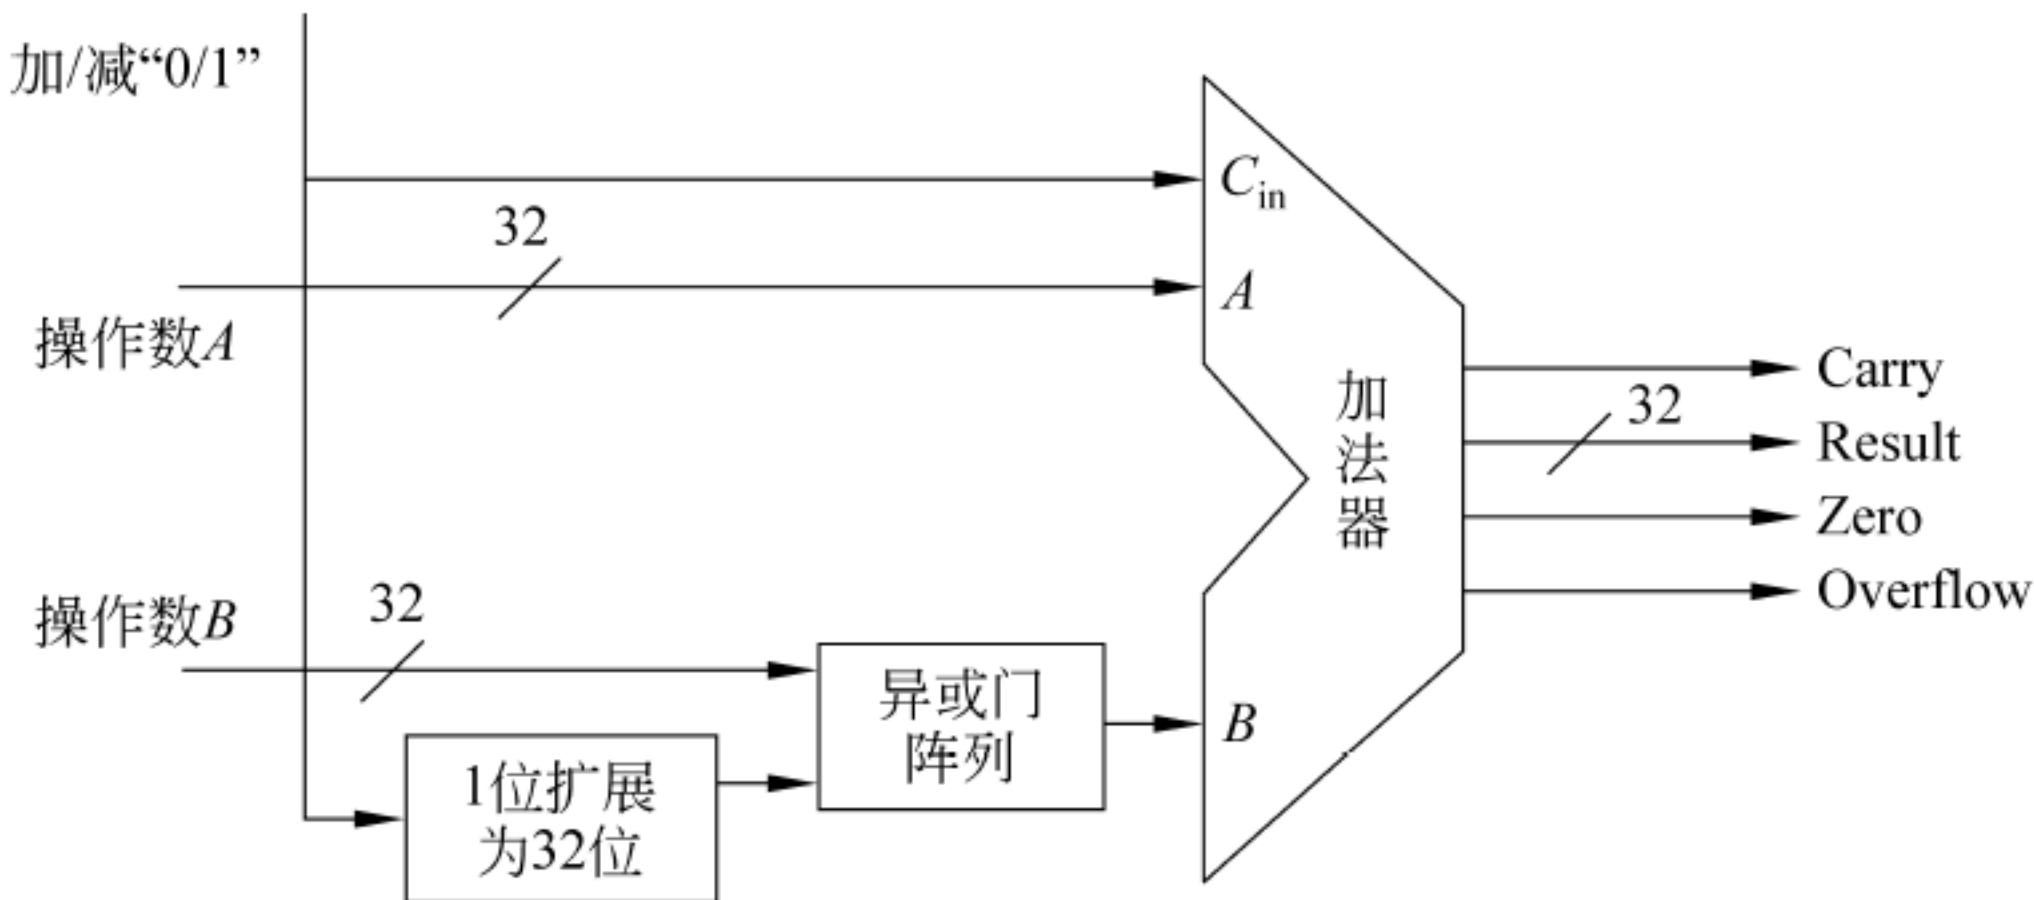 加/减“0/1”
C_in
32
A
操作数A
加法器
Carry
32
Result
Zero
Overflow
操作数B
32
异或门
阵列
B
1位扩展
为32位